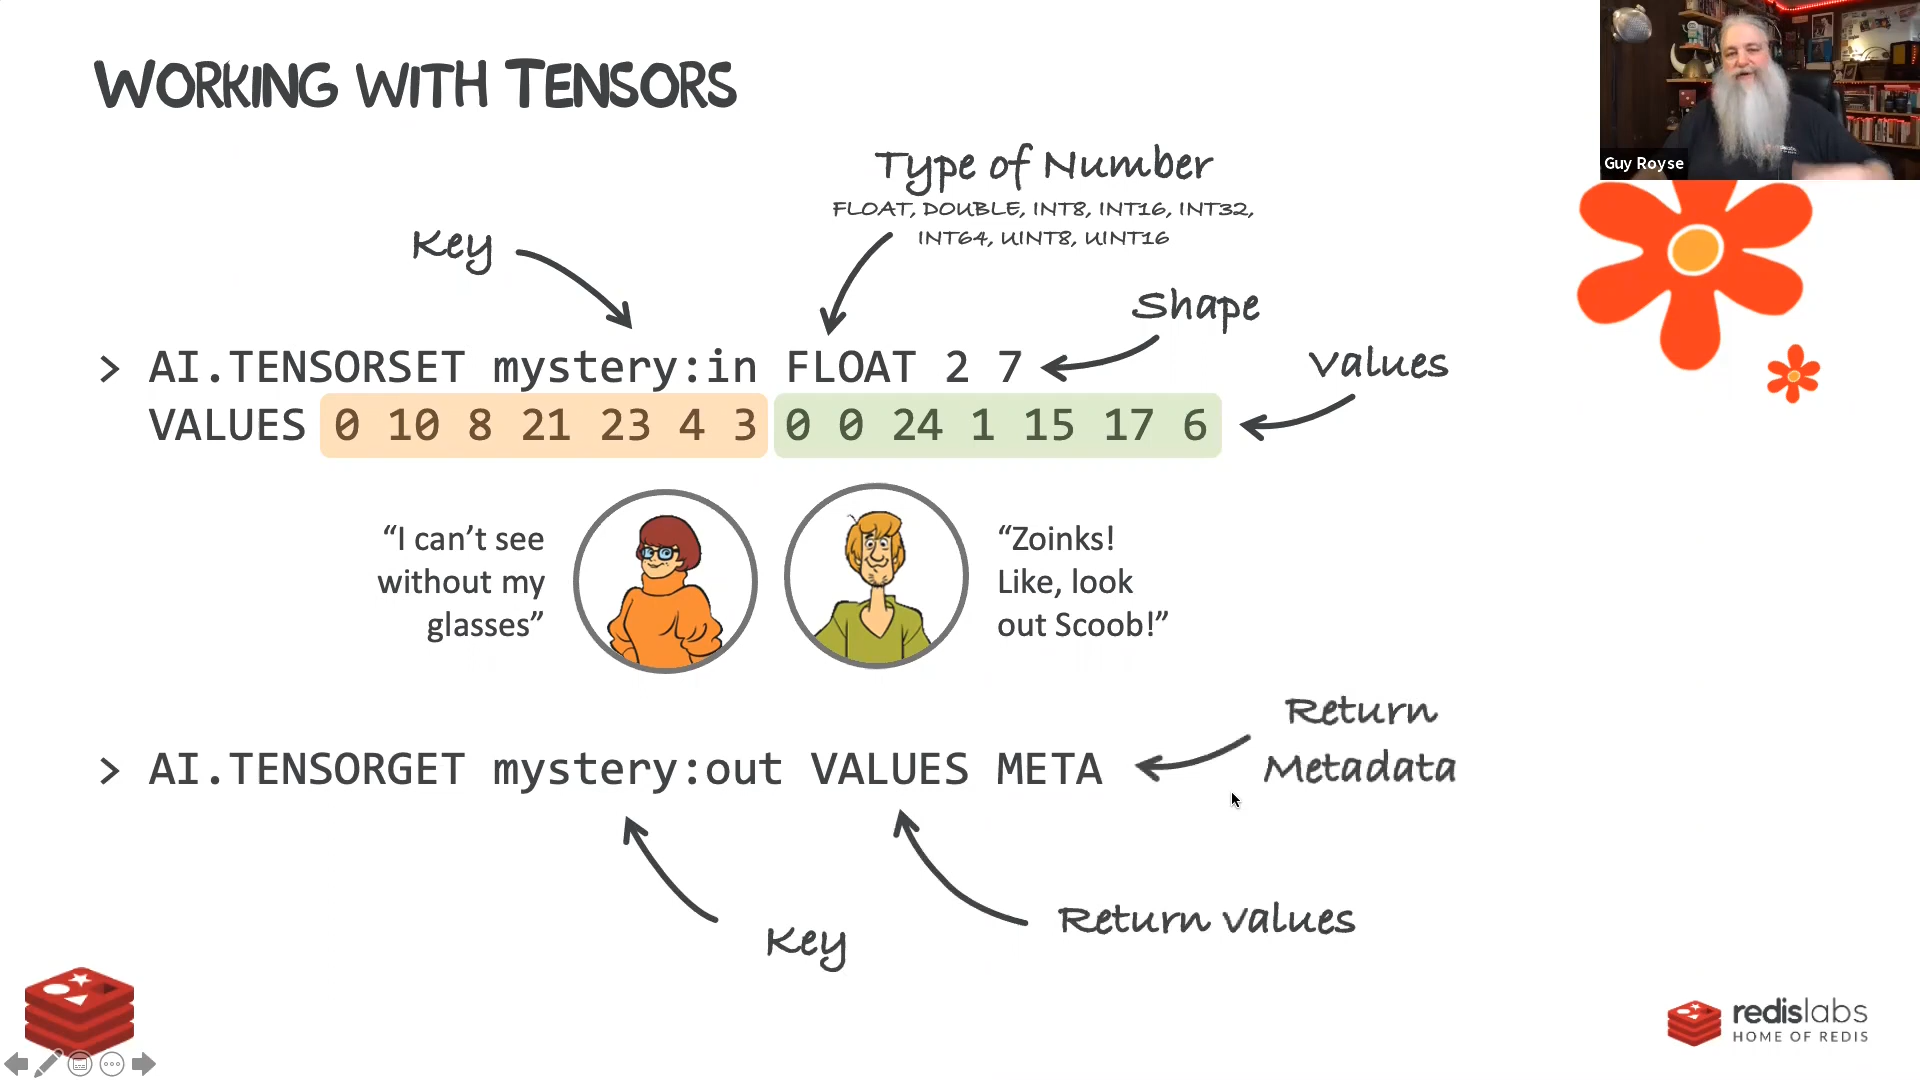 WORKING WITH TENSORS
Guy Royse
Type of Number
FLOAT, DOUBLE, INT8, INT16, INT32,
INT64, UINT8, UINT16
Key
Shape
Values
> AI.TENSORSET mystery:in FLOAT 2 7
VALUES 0 10 8 21 23 4 3 0 0 24 1 15 17 6
“I can’t see
without my
glasses”
“Zoinks!
Like, look
out Scoob!”
Return
Metadata
> AI.TENSORGET mystery:out VALUES META
Key
Return Values
redislabs
HOME OF REDIS